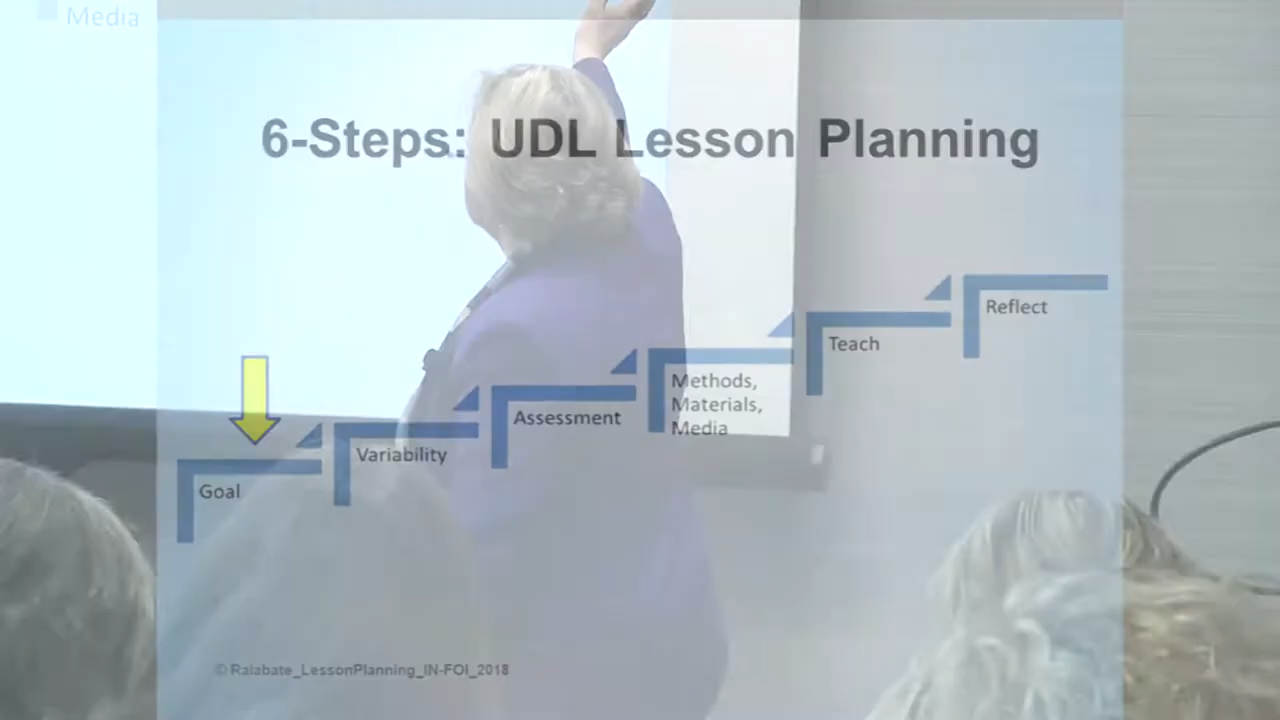 Media
6-Steps: UDL Lesson Planning
Reflect
Teach
Methods,
Materials,
Media
Assessment
Variability
Goal
© Ralabate_LessonPlanning_IN-FOI_2018